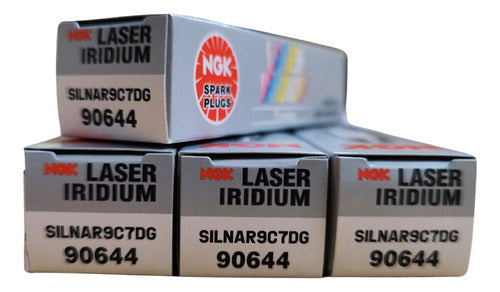 NGK LASER
IRIDIUM
SILNAR9C7DG
90644
NGK
SPARK
PLUGS
NGK LASER
IRIDIUM
SILNAR9C7DG
90644
NGK LASER
IRIDIUM
SILNAR9C7DG
90644
NGK LASER
IRIDIUM
SILNAR9C7DG
90644